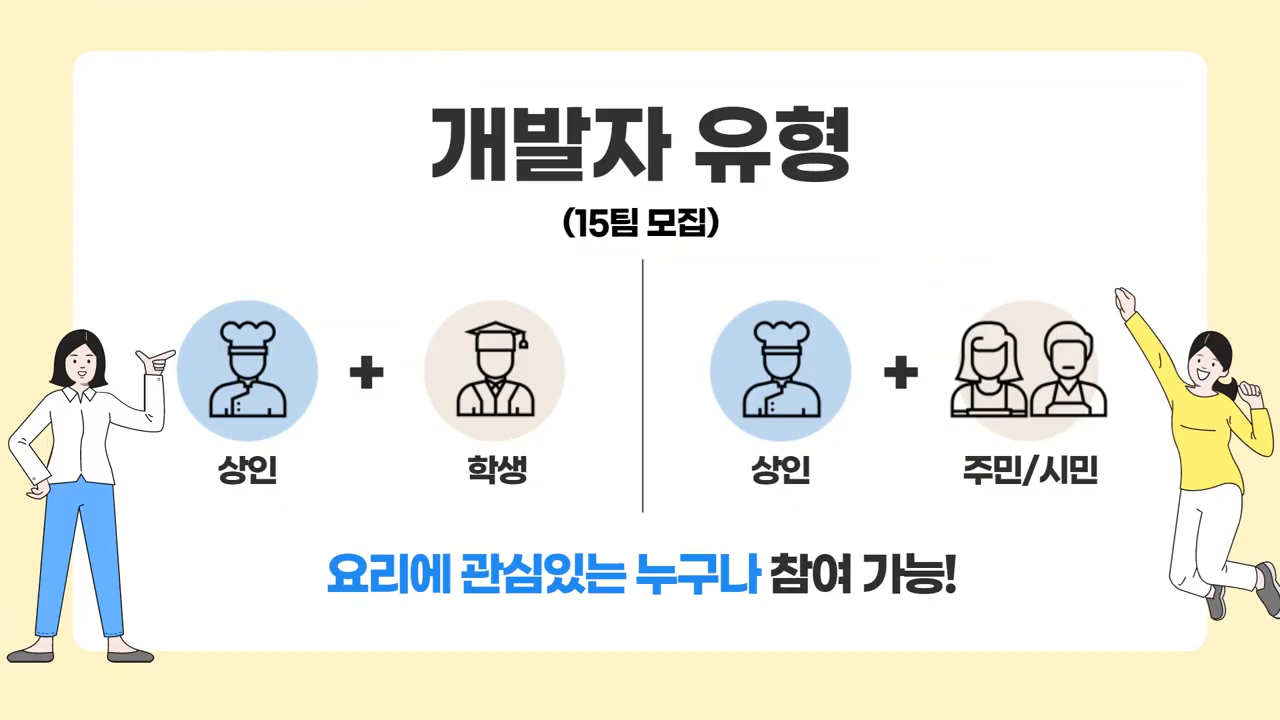 개발자 유형
(15팀 모집)
상인 + 학생
상인 + 주민/시민
요리에 관심있는 누구나 참여 가능!